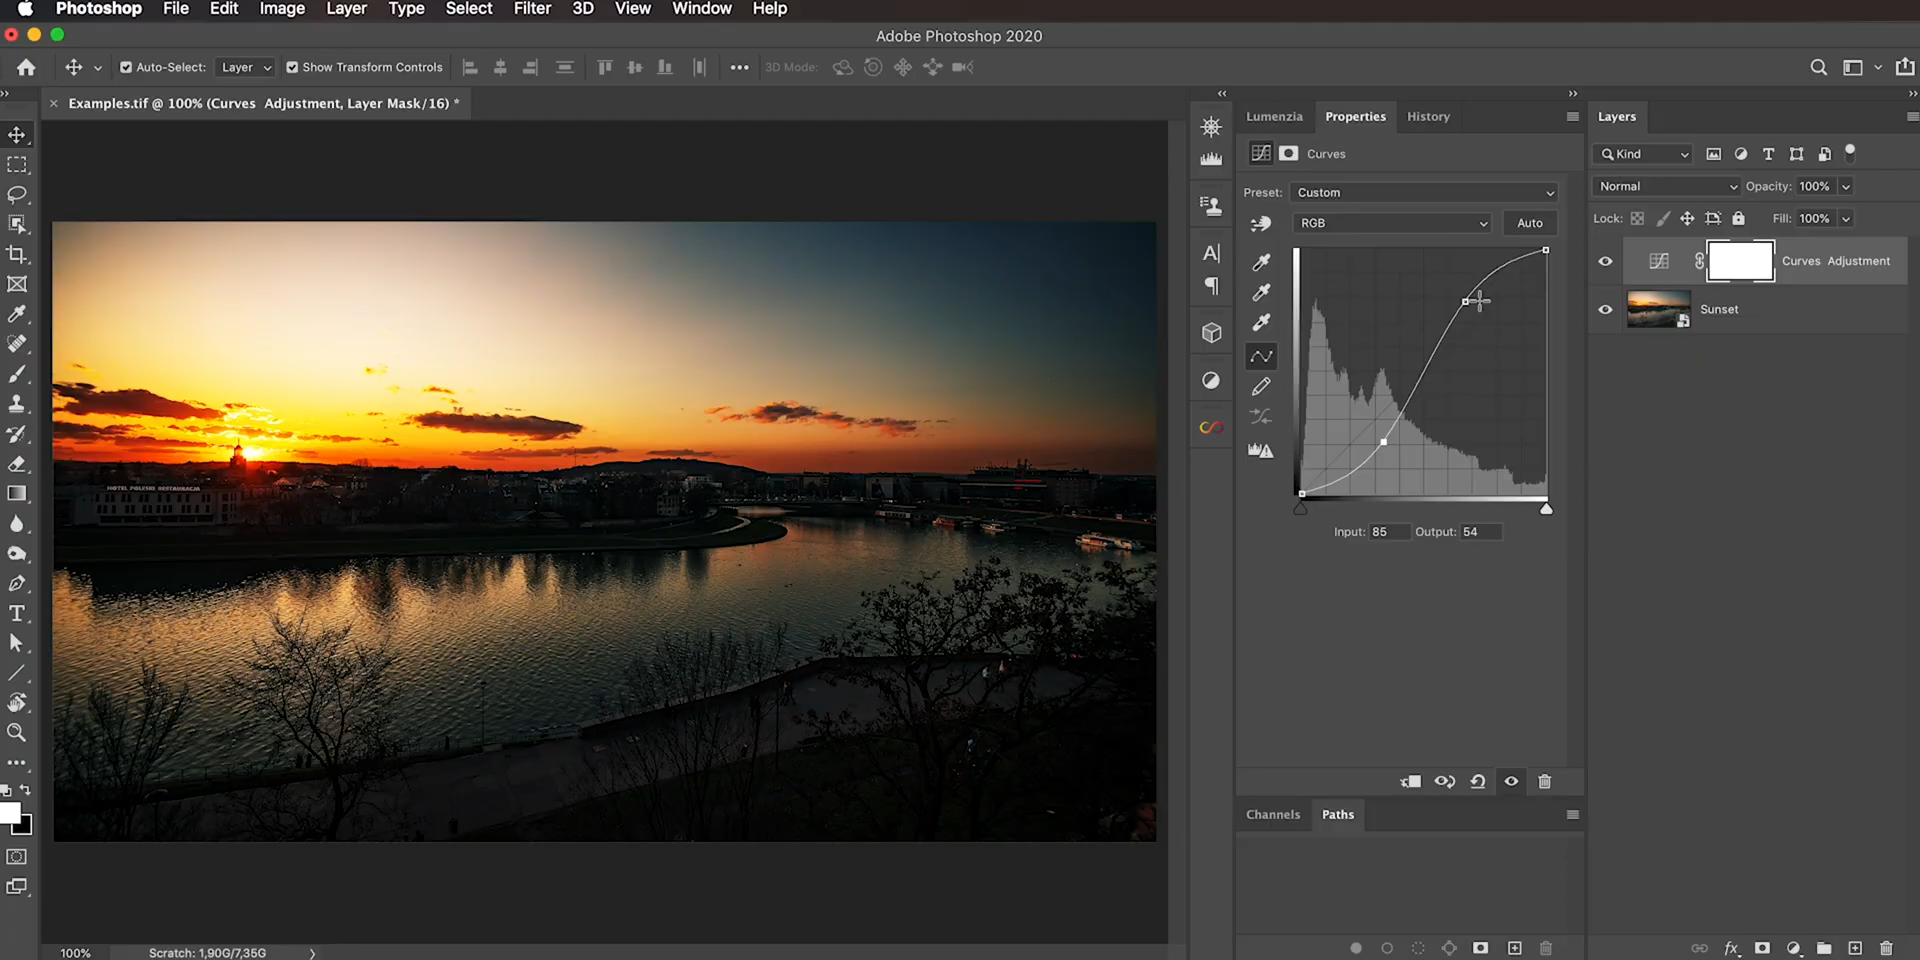 Photoshop File Edit Image Layer Type Select Filter 3D View Window Help
Adobe Photoshop 2020
Auto-Select: Layer Show Transform Controls 3D Mode:
Examples.tif @ 100% (Curves Adjustment, Layer Mask/16) *
Lumenzia Properties History
Layers
Curves
Kind
Preset: Custom
Normal Opacity: 100%
RGB Auto
Lock: Fill: 100%
Curves Adjustment
Sunset
HOTEL POLESKI RESTAURACJA
Input: 85 Output: 54
Channels Paths
100% Scratch: 1,90G/7,35G